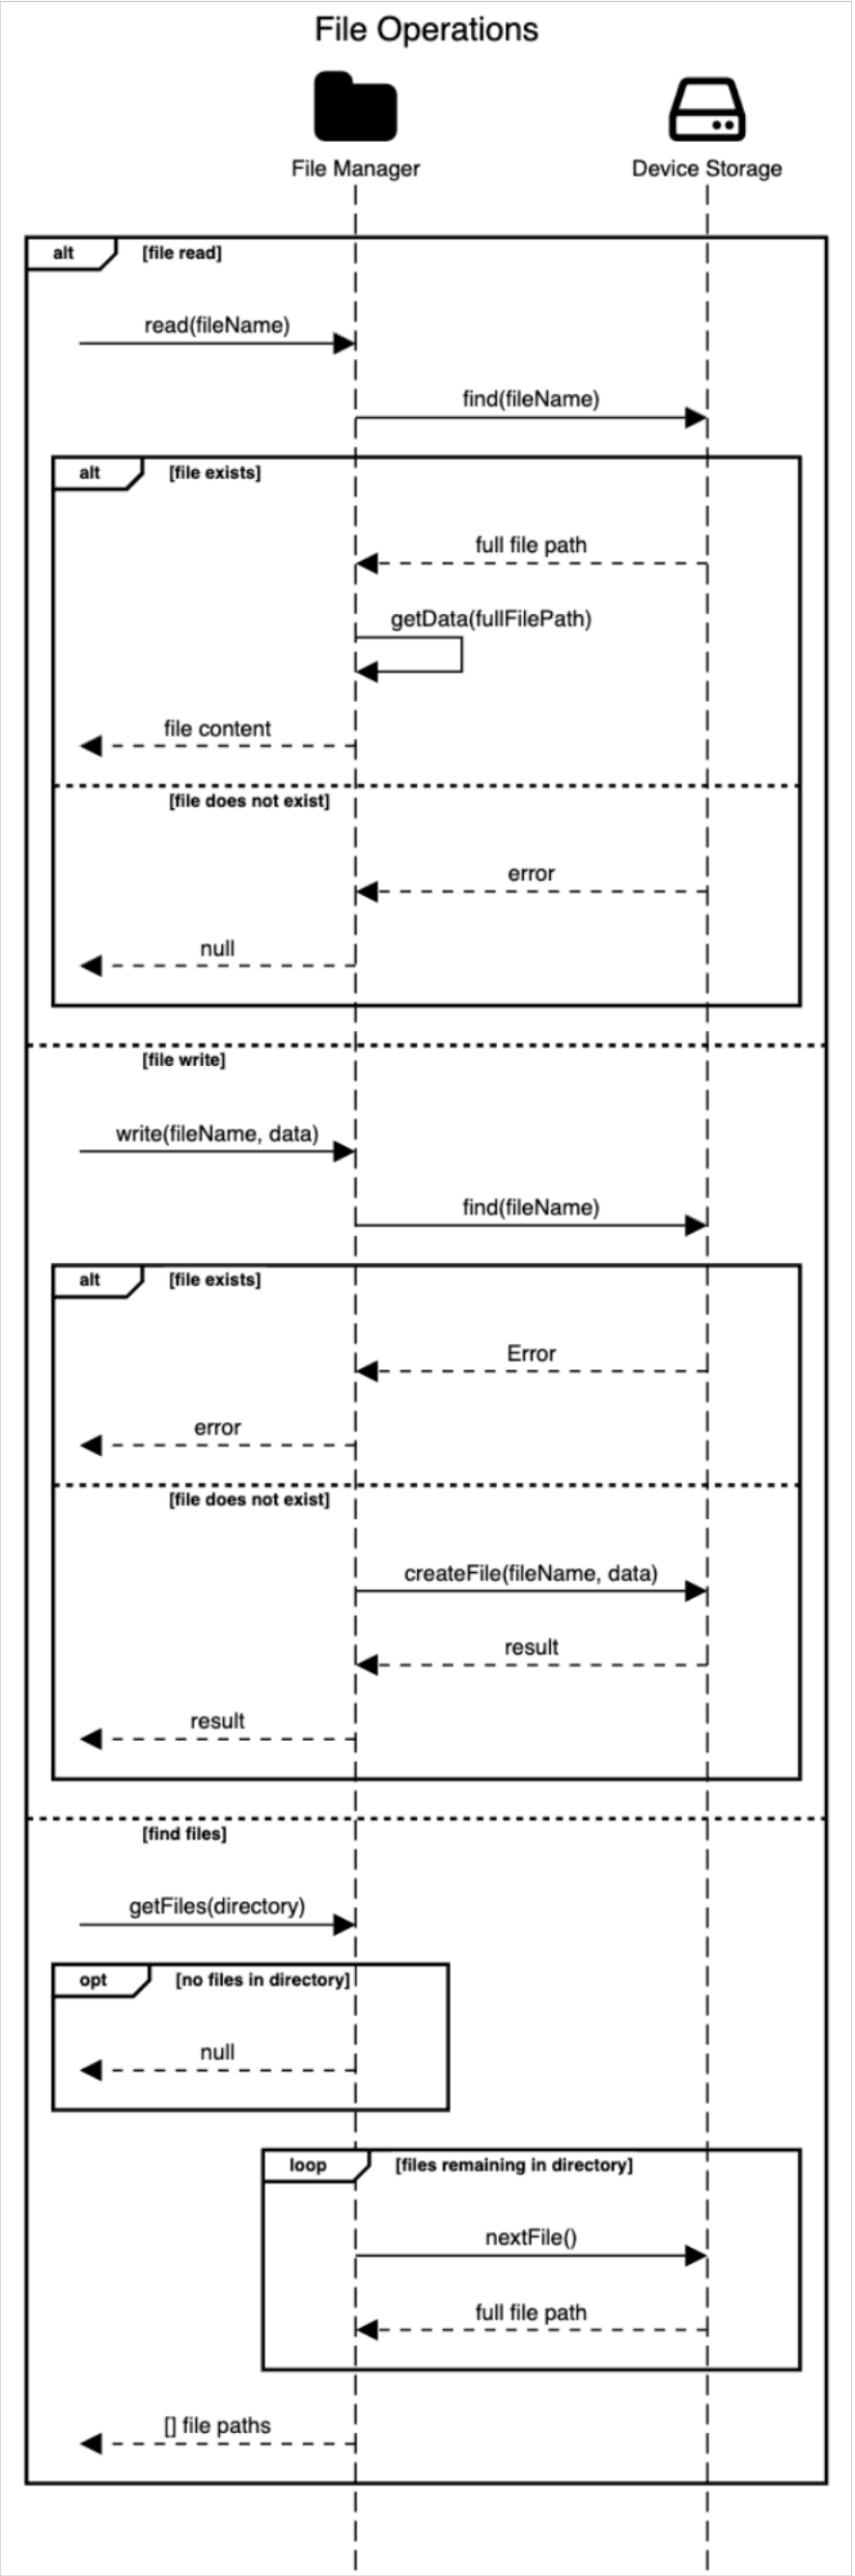 File Operations
File Manager
Device Storage
alt
[file read]
read(fileName)
find(fileName)
alt
[file exists]
full file path
getData(fullFilePath)
file content
[file does not exist]
error
null
[file write]
write(fileName, data)
find(fileName)
alt
[file exists]
Error
error
[file does not exist]
createFile(fileName, data)
result
result
[find files]
getFiles(directory)
opt
[no files in directory]
null
loop
[files remaining in directory]
nextFile()
full file path
[] file paths